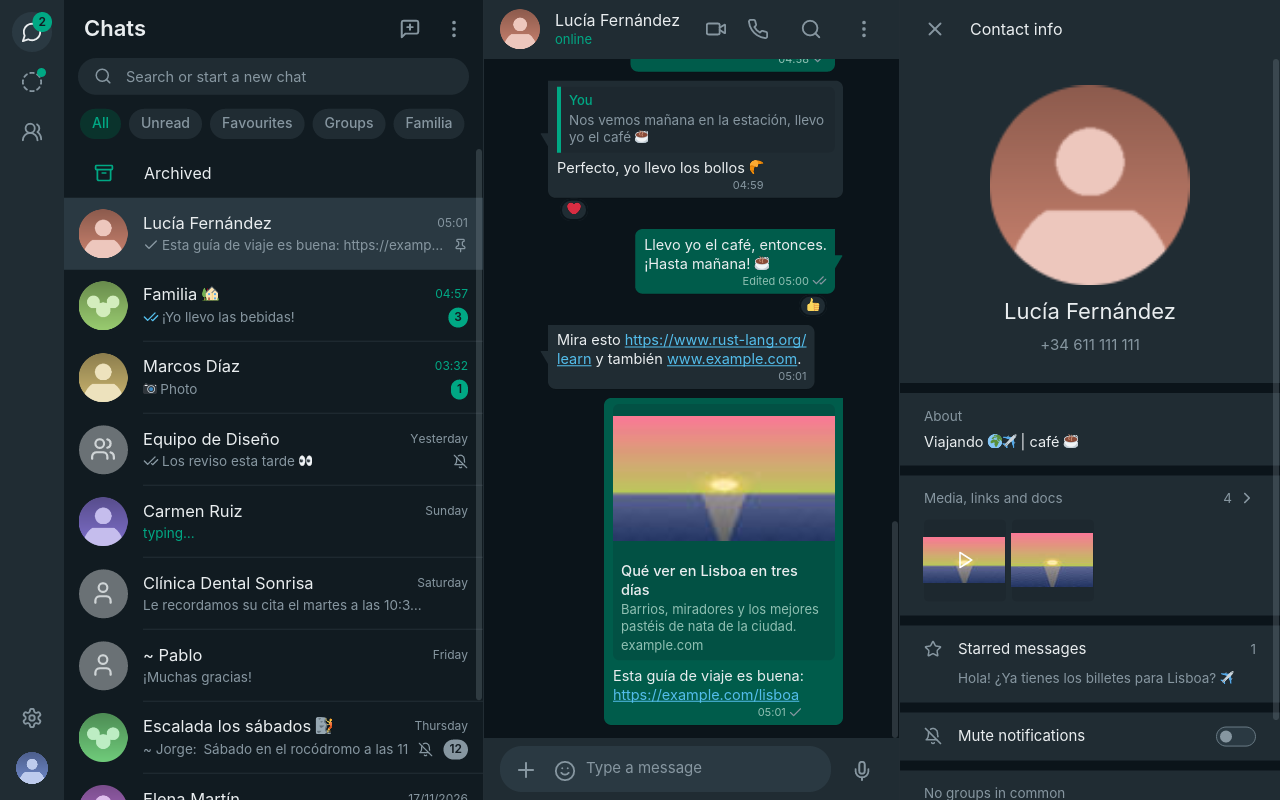 2
Chats
Search or start a new chat
All
Unread
Favourites
Groups
Familia
Archived
Lucía Fernández
05:01
Esta guía de viaje es buena: https://examp...
Familia
04:57
¡Yo llevo las bebidas!
3
Marcos Díaz
03:32
Photo
1
Equipo de Diseño
Yesterday
Los reviso esta tarde 👀
Carmen Ruiz
Sunday
typing...
Clínica Dental Sonrisa
Saturday
Le recordamos su cita el martes a las 10:3...
~ Pablo
Friday
¡Muchas gracias!
Escalada los sábados
Thursday
~ Jorge: Sábado en el rocódromo a las 11
12
Elena Martín
17/11/2026
Lucía Fernández
online
04:58
You
Nos vemos mañana en la estación, llevo
yo el café ☕
Perfecto, yo llevo los bollos 🥐
04:59
❤️
Llevo yo el café, entonces.
¡Hasta mañana! ☕
Edited 05:00
👍
Mira esto https://www.rust-lang.org/
learn y también www.example.com.
05:01
Qué ver en Lisboa en tres
días
Barrios, miradores y los mejores
pastéis de nata de la ciudad.
example.com
Esta guía de viaje es buena:
https://example.com/lisboa
05:01
Type a message
Contact info
Lucía Fernández
+34 611 111 111
About
Viajando 🌍✈️ | café ☕
Media, links and docs
4
Starred messages
1
Hola! ¿Ya tienes los billetes para Lisboa? ✈️
Mute notifications
No groups in common